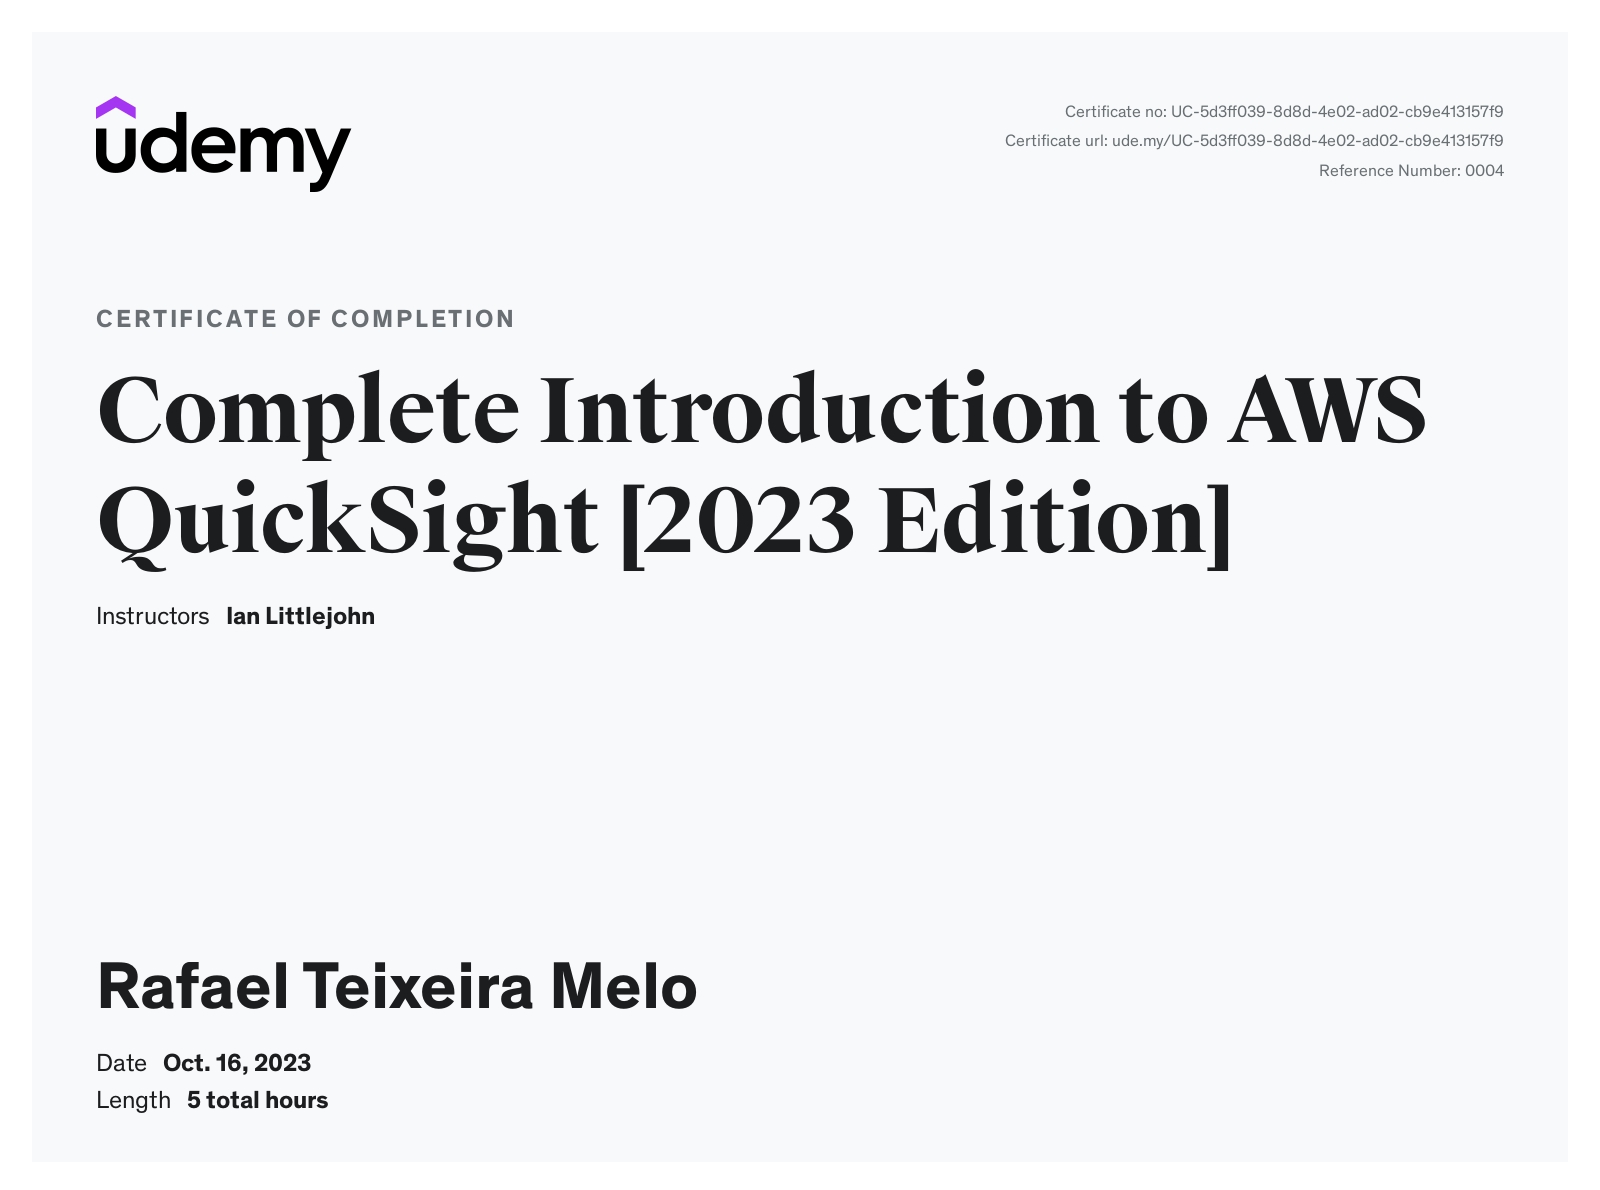 udemy
Certificate no: UC-5d3ff039-8d8d-4e02-ad02-cb9e413157f9
Certificate url: ude.my/UC-5d3ff039-8d8d-4e02-ad02-cb9e413157f9
Reference Number: 0004
CERTIFICATE OF COMPLETION
Complete Introduction to AWS
QuickSight [2023 Edition]
Instructors Ian Littlejohn
Rafael Teixeira Melo
Date Oct. 16, 2023
Length 5 total hours